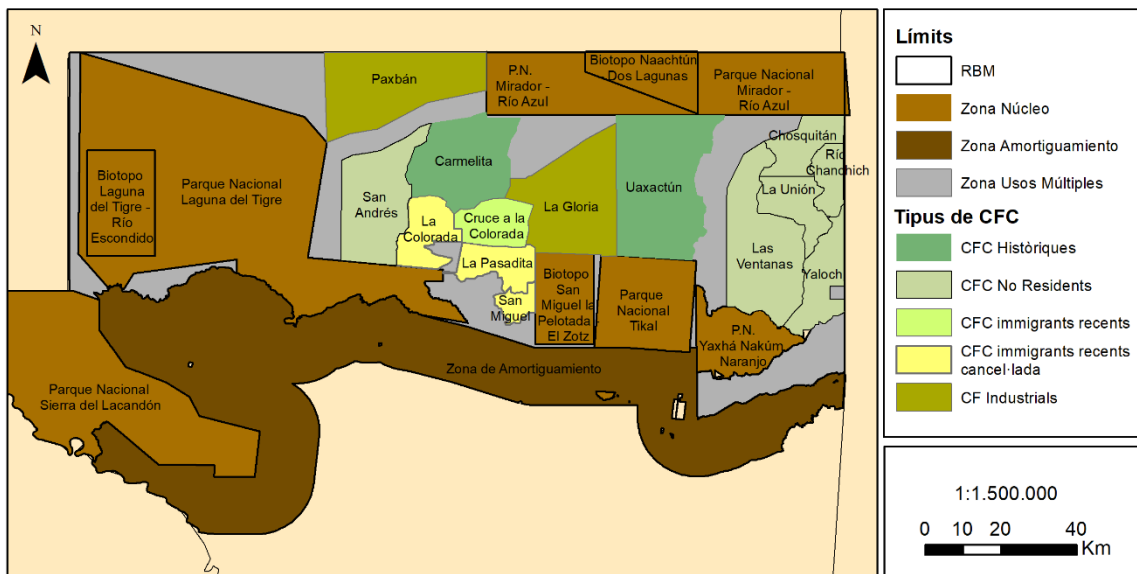 N
Paxbán
P.N.
Mirador -
Río Azul
Biotopo Naachtún
Dos Lagunas
Parque Nacional
Mirador -
Río Azul
Biotopo
Laguna
del Tigre -
Río
Escondido
Parque Nacional
Laguna del Tigre
San
Andrés
Carmelita
La
Colorada
Cruce a la
Colorada
La Pasadita
San
Miguel
La Gloria
Uaxactún
Chosquitán
Río
Chanchich
La Unión
Las
Ventanas
Yaloch
Biotopo
San
Miguel la
Pelotada -
El Zotz
Parque
Nacional
Tikal
P.N.
Yaxhá Nakúm
Naranjo
Zona de Amortiguamiento
Parque Nacional
Sierra del Lacandón
Límits
RBM
Zona Núcleo
Zona Amortiguamiento
Zona Usos Múltiples
Tipus de CFC
CFC Històriques
CFC No Residents
CFC immigrants recents
CFC immigrants recents
cancel·lada
CF Industrials
1:1.500.000
0 10 20 40
Km